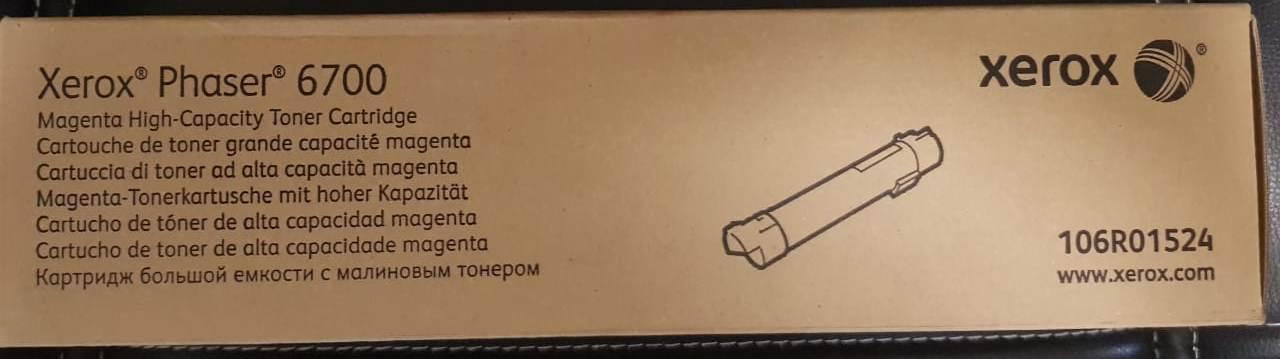 Xerox® Phaser® 6700
Magenta High-Capacity Toner Cartridge
Cartouche de toner grande capacité magenta
Cartuccia di toner ad alta capacità magenta
Magenta-Tonerkartusche mit hoher Kapazität
Cartucho de tóner de alta capacidad magenta
Cartucho de toner de alta capacidade magenta
Картридж большой емкости с малиновым тонером
xerox ®
106R01524
www.xerox.com